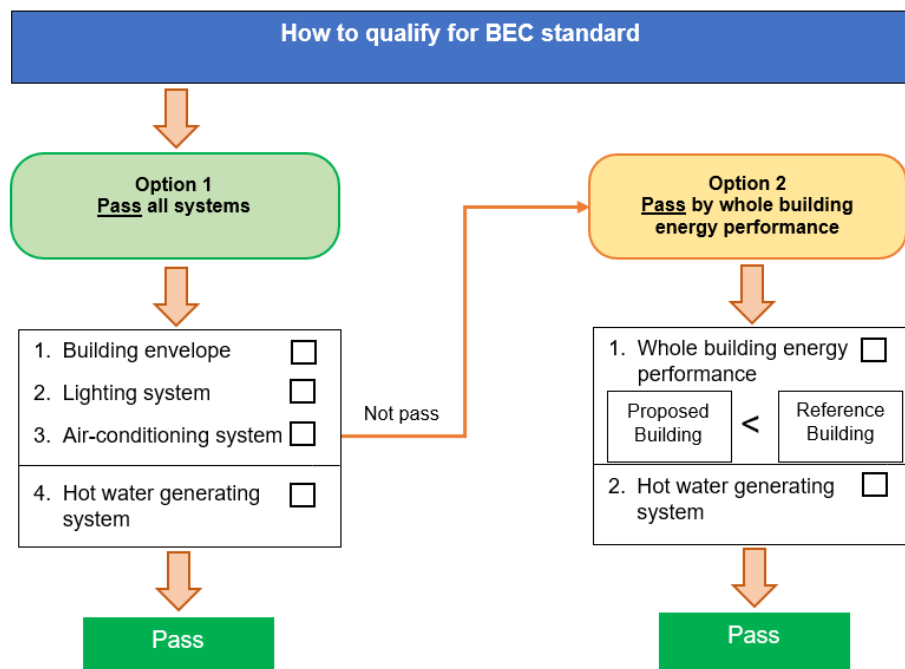 How to qualify for BEC standard
Option 1
Pass all systems
Option 2
Pass by whole building
energy performance
1. Building envelope
2. Lighting system
3. Air-conditioning system
4. Hot water generating
system
Not pass
1. Whole building energy
performance
Proposed
Building
<
Reference
Building
2. Hot water generating
system
Pass
Pass